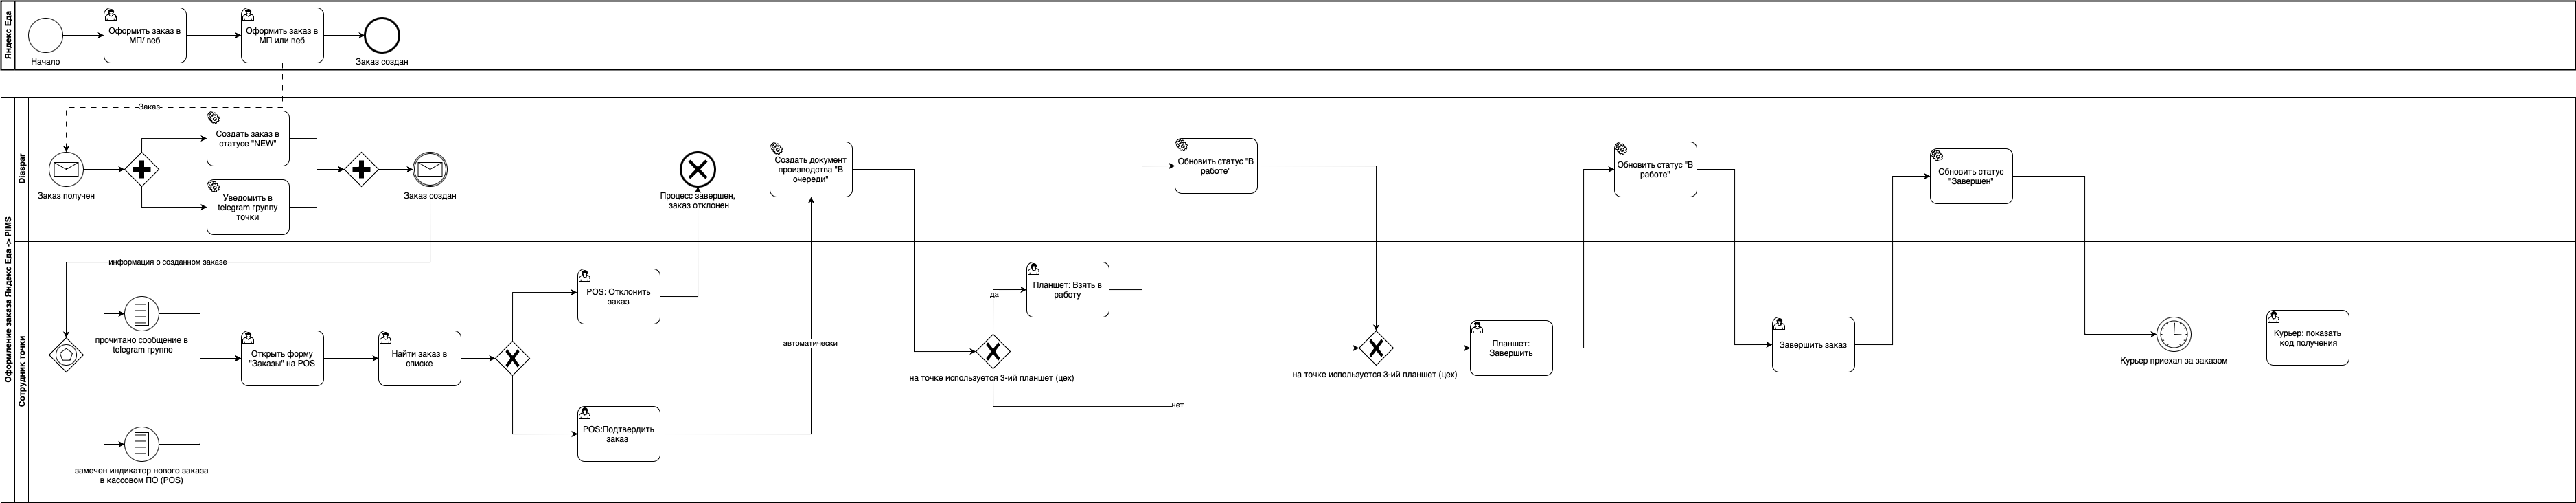 Яндекс Еда
Начало
Оформить заказ в
МП/ веб
Оформить заказ в
МП или веб
Заказ создан
Оформление заказа Яндекс Еда -> PIMS
Diaspar
Заказ
Заказ получен
Создать заказ в
статусе "NEW"
Уведомить в
telegram группу
точки
Заказ создан
Процесс завершен,
заказ отклонен
Создать документ
производства "В
очереди"
Обновить статус "В
работе"
Обновить статус "В
работе"
Обновить статус
"Завершен"
Сотрудник точки
информация о созданном заказе
прочитано сообщение в
telegram группе
замечен индикатор нового заказа
в кассовом ПО (POS)
Открыть форму
"Заказы" на POS
Найти заказ в
списке
POS: Отклонить
заказ
POS:Подтвердить
заказ
автоматически
на точке используется 3-ий планшет (цех)
да
Планшет: Взять в
работу
нет
на точке используется 3-ий планшет (цех)
Планшет:
Завершить
Завершить заказ
Курьер приехал за заказом
Курьер: показать
код получения